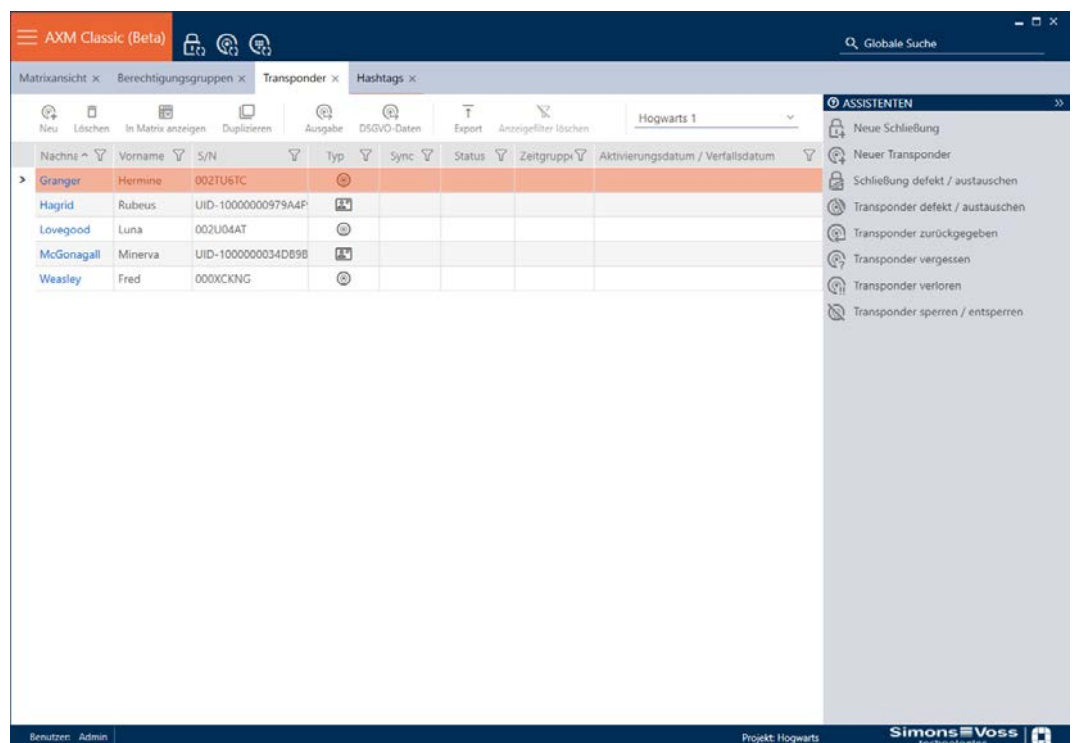 AXM Classic (Beta)
Globale Suche
Matrixansicht × Berechtigungsgruppen × Transponder × Hashtags ×
Neu Löschen In Matrix anzeigen Duplizieren Ausgabe DSGVO-Daten Export Anzeigefilter löschen Hogwarts 1
Nachna Vorname S/N Typ Sync Status Zeitgruppe Aktivierungsdatum / Verfallsdatum
Granger Hermine 002TU6TC
Hagrid Rubeus UID-10000000979A4F
Lovegood Luna 002U04AT
McGonagall Minerva UID-1000000034DB9B
Weasley Fred 000XCKNG
ASSISTENTEN
Neue Schließung
Neuer Transponder
Schließung defekt / austauschen
Transponder defekt / austauschen
Transponder zurückgegeben
Transponder vergessen
Transponder verloren
Transponder sperren / entsperren
Benutzer: Admin
Projekt: Hogwarts
SimonsVoss
technologies